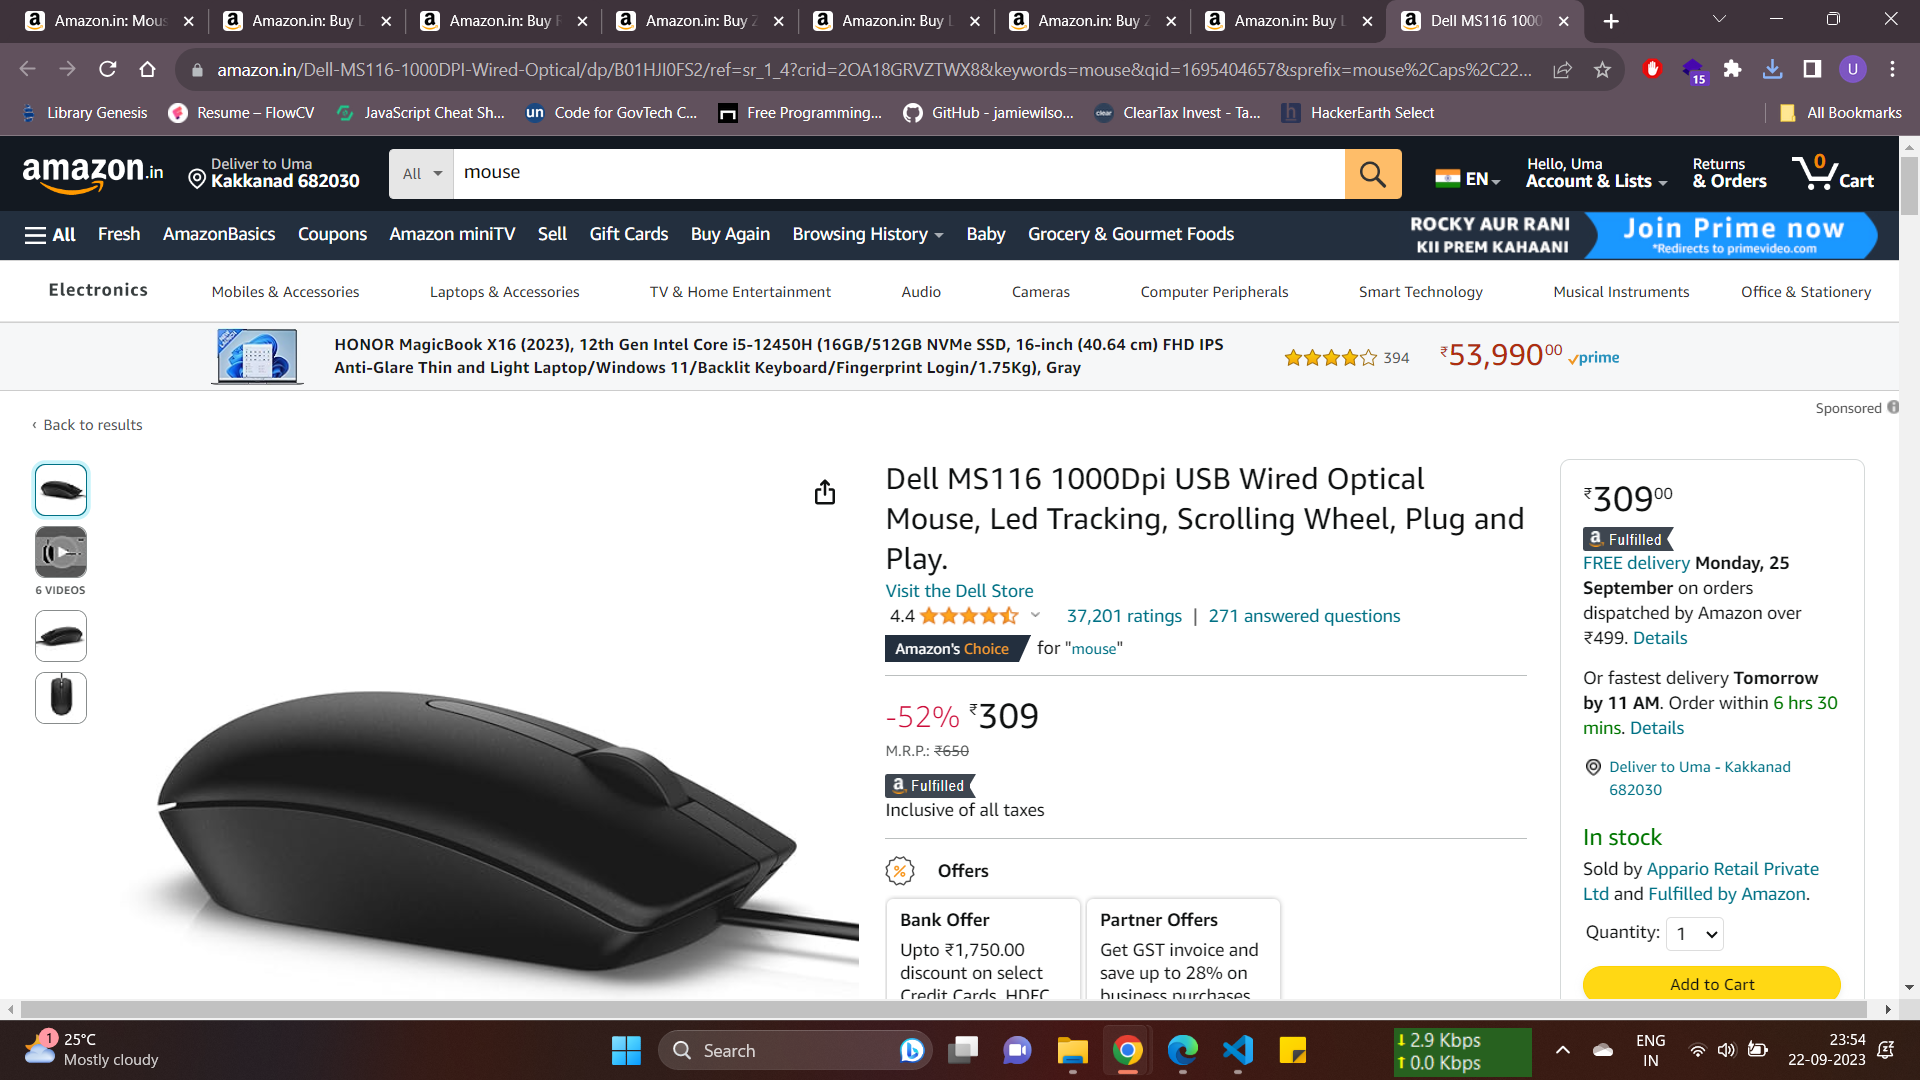 Amazon.in: Mous
Amazon.in: Buy L
Amazon.in: Buy F
Amazon.in: Buy Z
Amazon.in: Buy L
Amazon.in: Buy Z
Amazon.in: Buy L
Dell MS116 1000
amazon.in/Dell-MS116-1000DPI-Wired-Optical/dp/B01HJI0FS2/ref=sr_1_4?crid=2OA18GRVZTWX8&keywords=mouse&qid=1695404657&sprefix=mouse%2Caps%2C22...
15
U
Library Genesis
Resume – FlowCV
JavaScript Cheat Sh...
un Code for GovTech C...
Free Programming...
GitHub - jamiewilso...
clear ClearTax Invest - Ta...
h HackerEarth Select
All Bookmarks
amazon.in
Deliver to Uma
Kakkanad 682030
All
mouse
EN
Hello, Uma
Account & Lists
Returns
& Orders
0
Cart
All
Fresh
AmazonBasics
Coupons
Amazon miniTV
Sell
Gift Cards
Buy Again
Browsing History
Baby
Grocery & Gourmet Foods
ROCKY AUR RANI
KII PREM KAHAANI
Join Prime now
*Redirects to primevideo.com
Electronics
Mobiles & Accessories
Laptops & Accessories
TV & Home Entertainment
Audio
Cameras
Computer Peripherals
Smart Technology
Musical Instruments
Office & Stationery
HONOR MagicBook X16 (2023), 12th Gen Intel Core i5-12450H (16GB/512GB NVMe SSD, 16-inch (40.64 cm) FHD IPS
Anti-Glare Thin and Light Laptop/Windows 11/Backlit Keyboard/Fingerprint Login/1.75Kg), Gray
394
₹53,99000 prime
Sponsored
‹ Back to results
6 VIDEOS
Dell MS116 1000Dpi USB Wired Optical
Mouse, Led Tracking, Scrolling Wheel, Plug and
Play.
Visit the Dell Store
4.4
37,201 ratings | 271 answered questions
Amazon's Choice for "mouse"
-52% ₹309
M.R.P.: ₹650
a Fulfilled
Inclusive of all taxes
% Offers
Bank Offer
Upto ₹1,750.00
discount on select
Credit Cards, HDFC
Partner Offers
Get GST invoice and
save up to 28% on
business purchases.
₹30900
a Fulfilled
FREE delivery Monday, 25
September on orders
dispatched by Amazon over
₹499. Details
Or fastest delivery Tomorrow
by 11 AM. Order within 6 hrs 30
mins. Details
Deliver to Uma - Kakkanad
682030
In stock
Sold by Appario Retail Private
Ltd and Fulfilled by Amazon.
Quantity: 1
Add to Cart
1
25°C
Mostly cloudy
Search
2.9 Kbps
0.0 Kbps
ENG
IN
23:54
22-09-2023